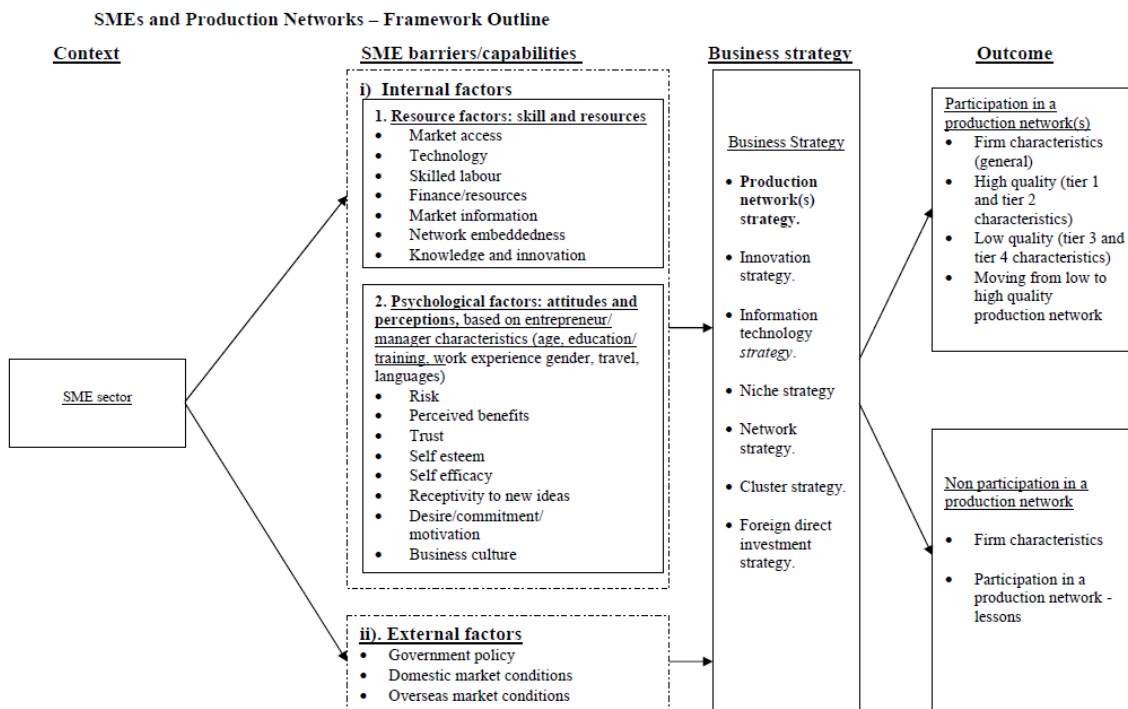 SMEs and Production Networks – Framework Outline
Context
SME barriers/capabilities
Business strategy
Outcome
SME sector
i) Internal factors
1. Resource factors: skill and resources
• Market access
• Technology
• Skilled labour
• Finance/resources
• Market information
• Network embeddedness
• Knowledge and innovation
2. Psychological factors: attitudes and
perceptions, based on entrepreneur/
manager characteristics (age, education/
training, work experience gender, travel,
languages)
• Risk
• Perceived benefits
• Trust
• Self esteem
• Self efficacy
• Receptivity to new ideas
• Desire/commitment/
motivation
• Business culture
ii). External factors
• Government policy
• Domestic market conditions
• Overseas market conditions
Business Strategy
• Production
network(s)
strategy.
• Innovation
strategy.
• Information
technology
strategy.
• Niche strategy
• Network
strategy.
• Cluster strategy.
• Foreign direct
investment
strategy.
Participation in a
production network(s)
• Firm characteristics
(general)
• High quality (tier 1
and tier 2
characteristics)
• Low quality (tier 3 and
tier 4 characteristics)
• Moving from low to
high quality
production network
Non participation in a
production network
• Firm characteristics
• Participation in a
production network -
lessons